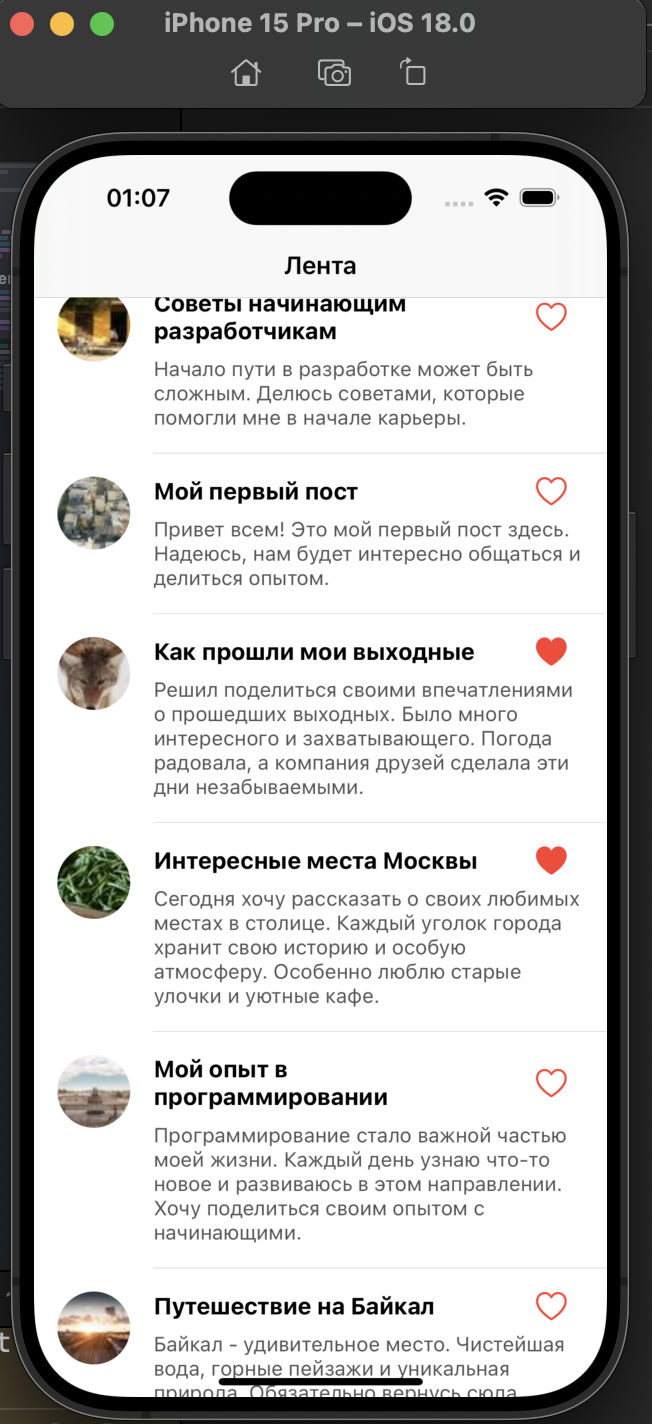 iPhone 15 Pro – iOS 18.0
01:07
Лента
Советы начинающим
разработчикам
Начало пути в разработке может быть
сложным. Делюсь советами, которые
помогли мне в начале карьеры.
Мой первый пост
Привет всем! Это мой первый пост здесь.
Надеюсь, нам будет интересно общаться и
делиться опытом.
Как прошли мои выходные
Решил поделиться своими впечатлениями
о прошедших выходных. Было много
интересного и захватывающего. Погода
радовала, а компания друзей сделала эти
дни незабываемыми.
Интересные места Москвы
Сегодня хочу рассказать о своих любимых
местах в столице. Каждый уголок города
хранит свою историю и особую
атмосферу. Особенно люблю старые
улочки и уютные кафе.
Мой опыт в
программировании
Программирование стало важной частью
моей жизни. Каждый день узнаю что-то
новое и развиваюсь в этом направлении.
Хочу поделиться своим опытом с
начинающими.
Путешествие на Байкал
Байкал - удивительное место. Чистейшая
вода, горные пейзажи и уникальная
природа. Обязательно вернусь сюда